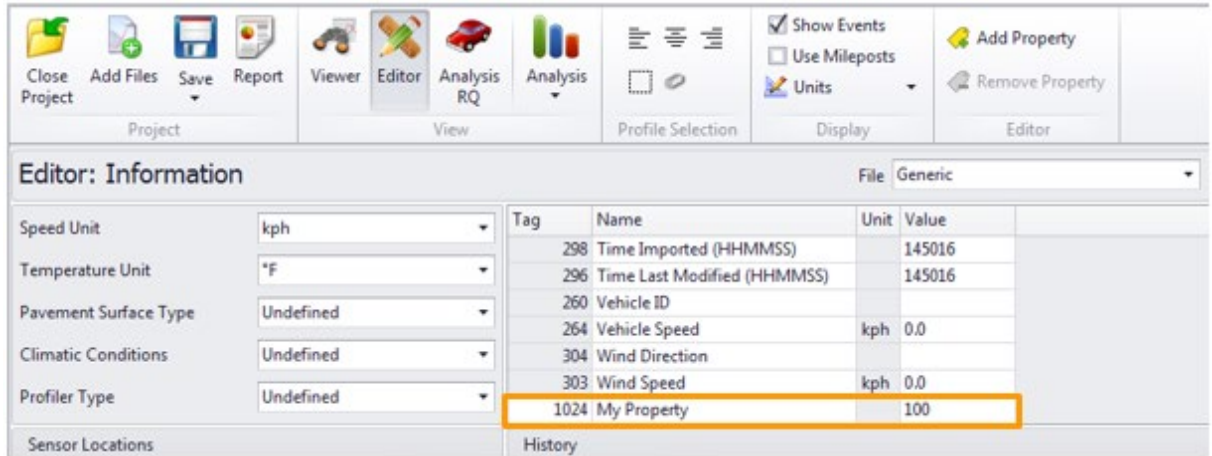 Close Project
Add Files
Save
Report
Viewer
Editor
Analysis RQ
Analysis
Show Events
Use Mileposts
Units
Add Property
Remove Property
Project
View
Profile Selection
Display
Editor
Editor: Information
File Generic
Speed Unit kph
Temperature Unit °F
Pavement Surface Type Undefined
Climatic Conditions Undefined
Profiler Type Undefined
Sensor Locations
Tag Name Unit Value
298 Time Imported (HHMMSS) 145016
296 Time Last Modified (HHMMSS) 145016
260 Vehicle ID
264 Vehicle Speed kph 0.0
304 Wind Direction
303 Wind Speed kph 0.0
1024 My Property 100
History